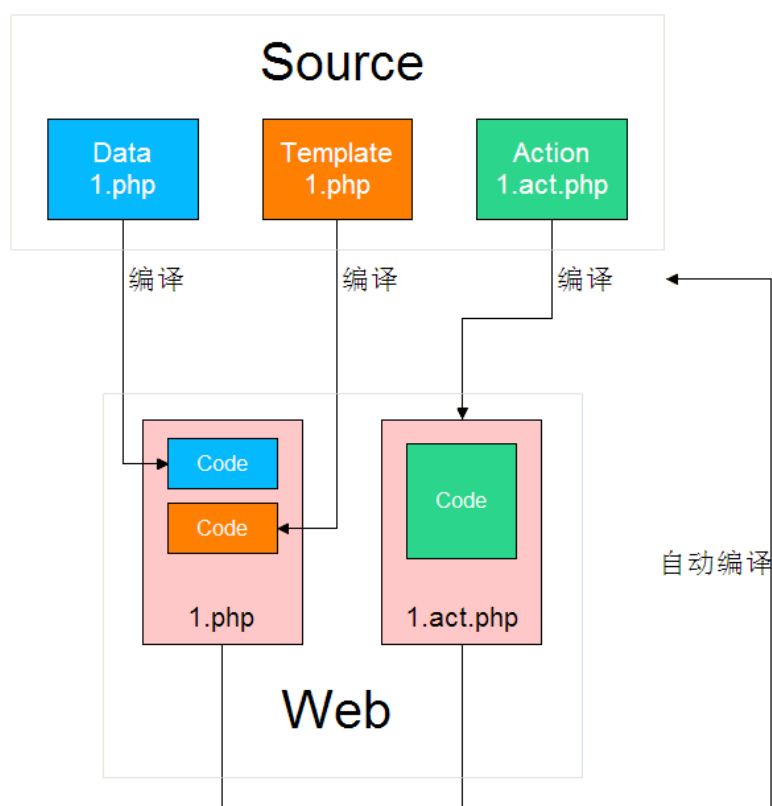 Source
Data
1.php
Template
1.php
Action
1.act.php
编译
编译
编译
Code
Code
Code
自动编译
1.php
1.act.php
Web